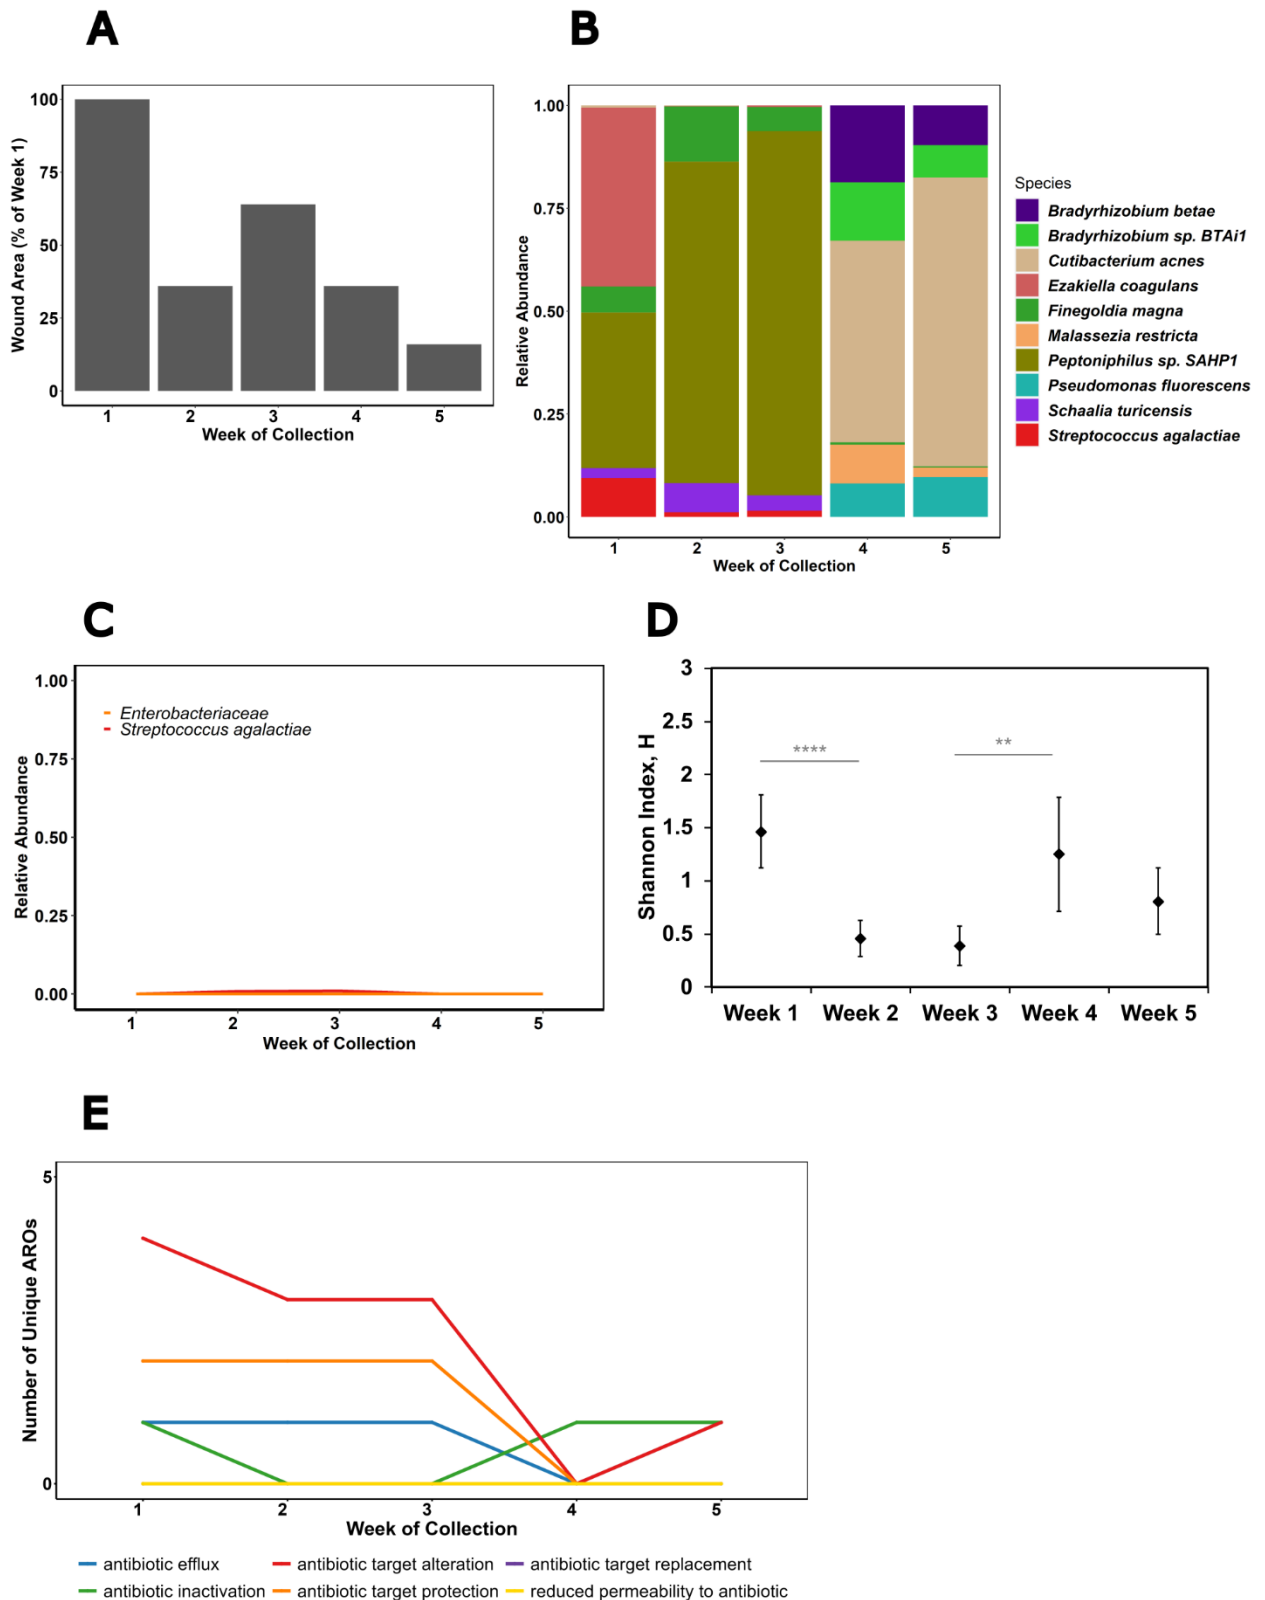 A
B
100
75
50
25
0
Wound Area (% of Week 1)
1 2 3 4 5
Week of Collection
1.00
0.75
0.50
0.25
0.00
Relative Abundance
1 2 3 4 5
Week of Collection
Species
Bradyrhizobium betae
Bradyrhizobium sp. BTAi1
Cutibacterium acnes
Ezakiella coagulans
Finegoldia magna
Malassezia restricta
Peptoniphilus sp. SAHP1
Pseudomonas fluorescens
Schaalia turicensis
Streptococcus agalactiae
C
D
1.00
0.75
0.50
0.25
0.00
Relative Abundance
Enterobacteriaceae
Streptococcus agalactiae
1 2 3 4 5
Week of Collection
3
2.5
2
1.5
1
0.5
0
Shannon Index, H
****
**
Week 1 Week 2 Week 3 Week 4 Week 5
E
5
0
Number of Unique AROs
1 2 3 4 5
Week of Collection
antibiotic efflux antibiotic target alteration antibiotic target replacement
antibiotic inactivation antibiotic target protection reduced permeability to antibiotic